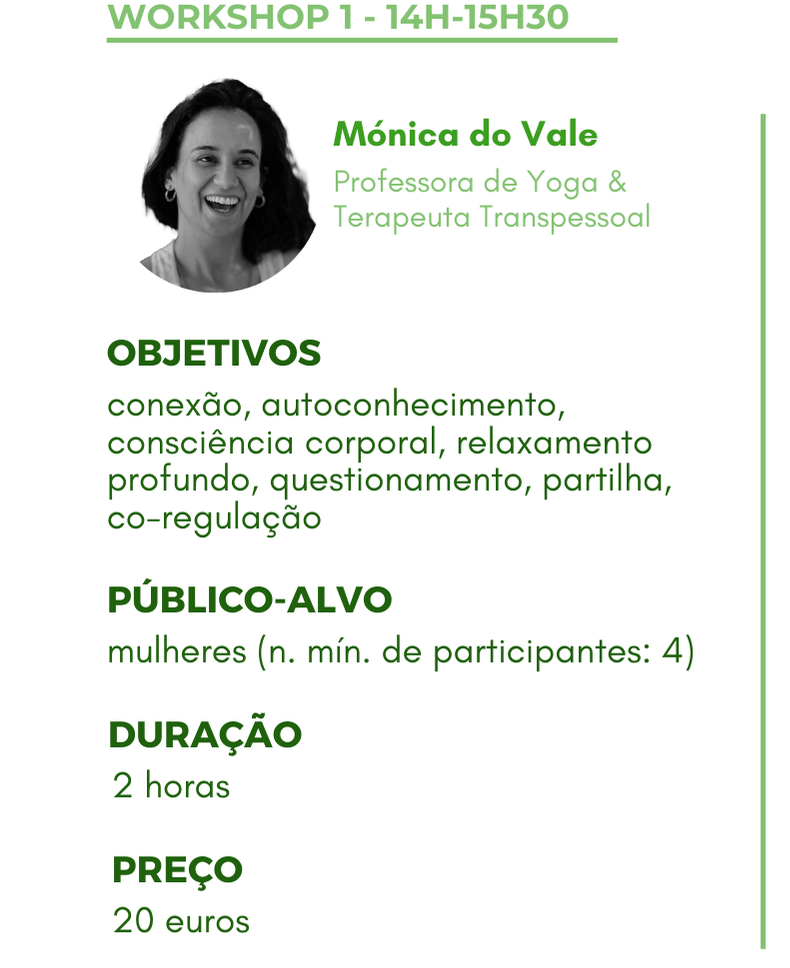 WORKSHOP 1 - 14H-15H30
Mónica do Vale
Professora de Yoga &
Terapeuta Transpessoal
OBJETIVOS
conexão, autoconhecimento,
consciência corporal, relaxamento
profundo, questionamento, partilha,
co-regulação
PÚBLICO-ALVO
mulheres (n. mín. de participantes: 4)
DURAÇÃO
2 horas
PREÇO
20 euros